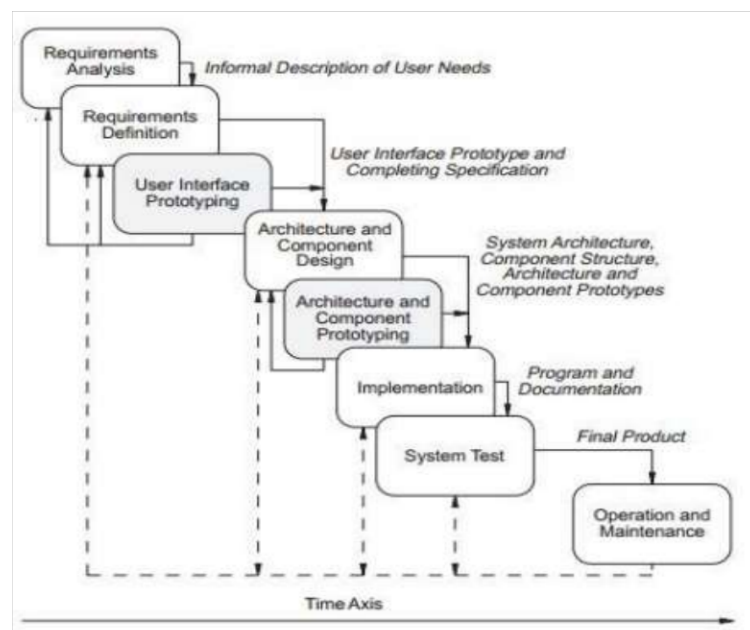 Requirements
Analysis
Informal Description of User Needs
Requirements
Definition
User Interface Prototype and
Completing Specification
User Interface
Prototyping
Architecture and
Component
Design
System Architecture,
Component Structure,
Architecture and
Component Prototypes
Architecture and
Component
Prototyping
Implementation
Program and
Documentation
System Test
Final Product
Operation and
Maintenance
Time Axis